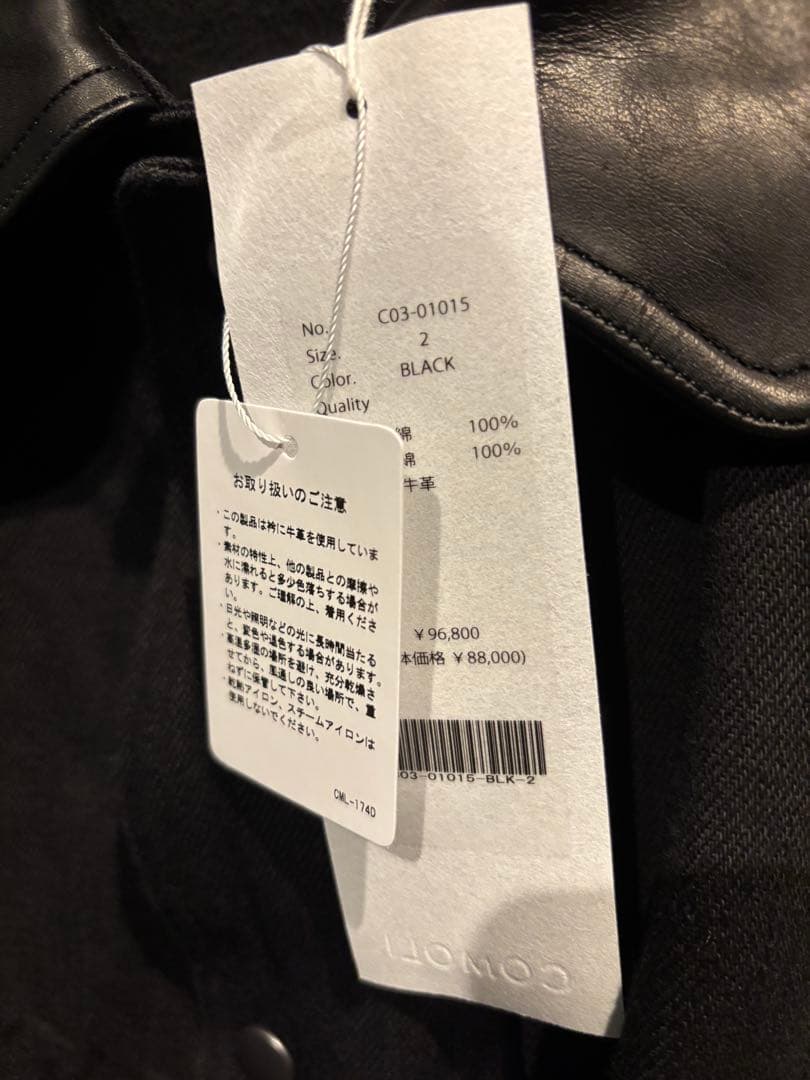 No. C03-01015
Size. 2
Color. BLACK
Quality
綿 100%
綿 100%
牛革
¥96,800
体価格 ¥88,000)
03-01015-BLK-2
COMOLI
お取り扱いのご注意
・この製品は衿に牛革を使用していま
す。
・素材の特性上、他の製品との摩擦や
水に濡れると多少色落ちする場合が
あります。ご理解の上、着用くださ
い。
・日光や照明などの光に長時間当たる
と、変色や退色する場合があります。
・高温多湿の場所を避け、充分乾燥さ
せてから、風通しの良い場所で、重
ねずに保管して下さい。
・乾熱アイロン、スチームアイロンは
使用しないでください。
CML-174D